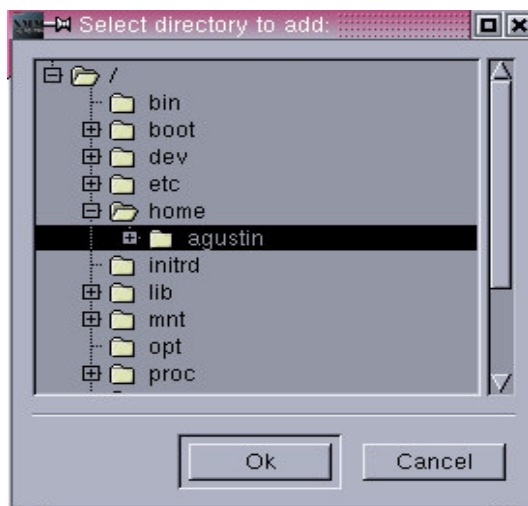 Select directory to add:
/
bin
boot
dev
etc
home
agustin
initrd
lib
mnt
opt
proc
Ok
Cancel